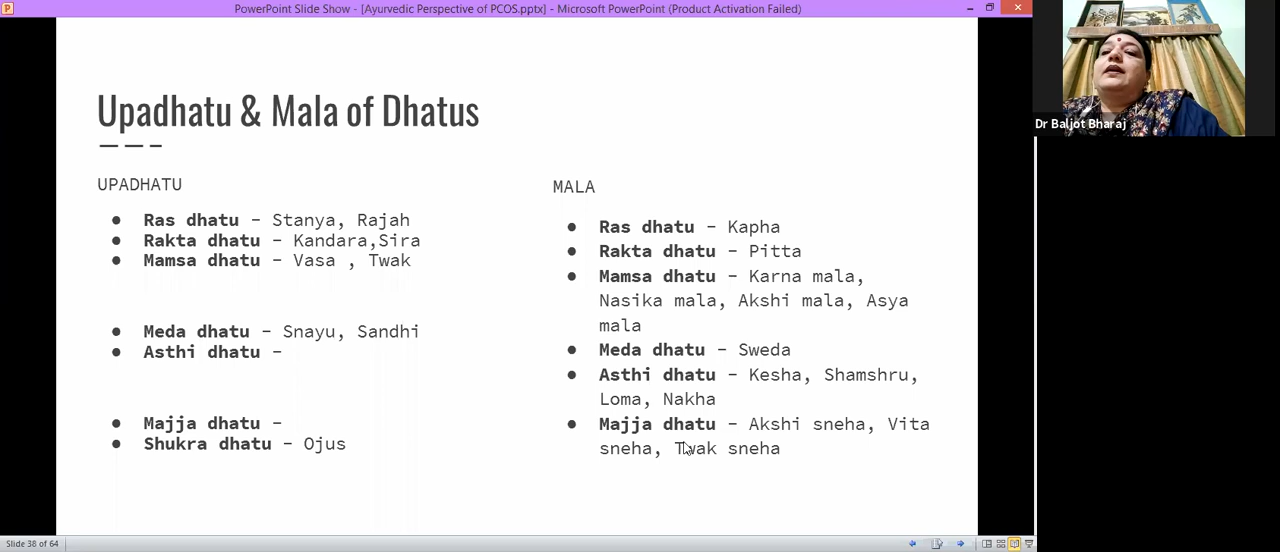 PowerPoint Slide Show - [Ayurvedic Perspective of PCOS.pptx] - Microsoft PowerPoint (Product Activation Failed)
Upadhatu & Mala of Dhatus
UPADHATU
● Ras dhatu - Stanya, Rajah
● Rakta dhatu - Kandara,Sira
● Mamsa dhatu - Vasa , Twak
● Meda dhatu - Snayu, Sandhi
● Asthi dhatu -
● Majja dhatu -
● Shukra dhatu - Ojus
MALA
● Ras dhatu - Kapha
● Rakta dhatu - Pitta
● Mamsa dhatu - Karna mala,
Nasika mala, Akshi mala, Asya
mala
● Meda dhatu - Sweda
● Asthi dhatu - Kesha, Shamshru,
Loma, Nakha
● Majja dhatu - Akshi sneha, Vita
sneha, Twak sneha
Dr Baljot Bharaj
Slide 38 of 64